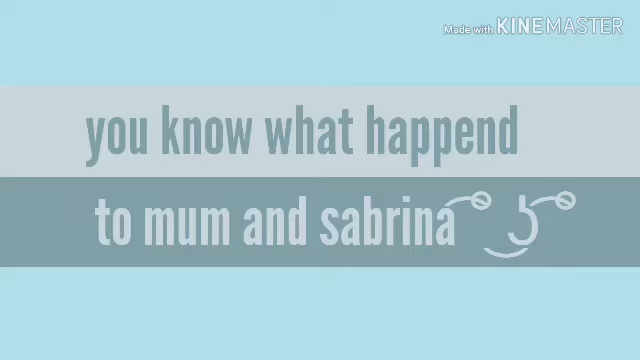 Made with KINEMASTER
you know what happend
to mum and sabrina ͡° ͜ʖ ͡°